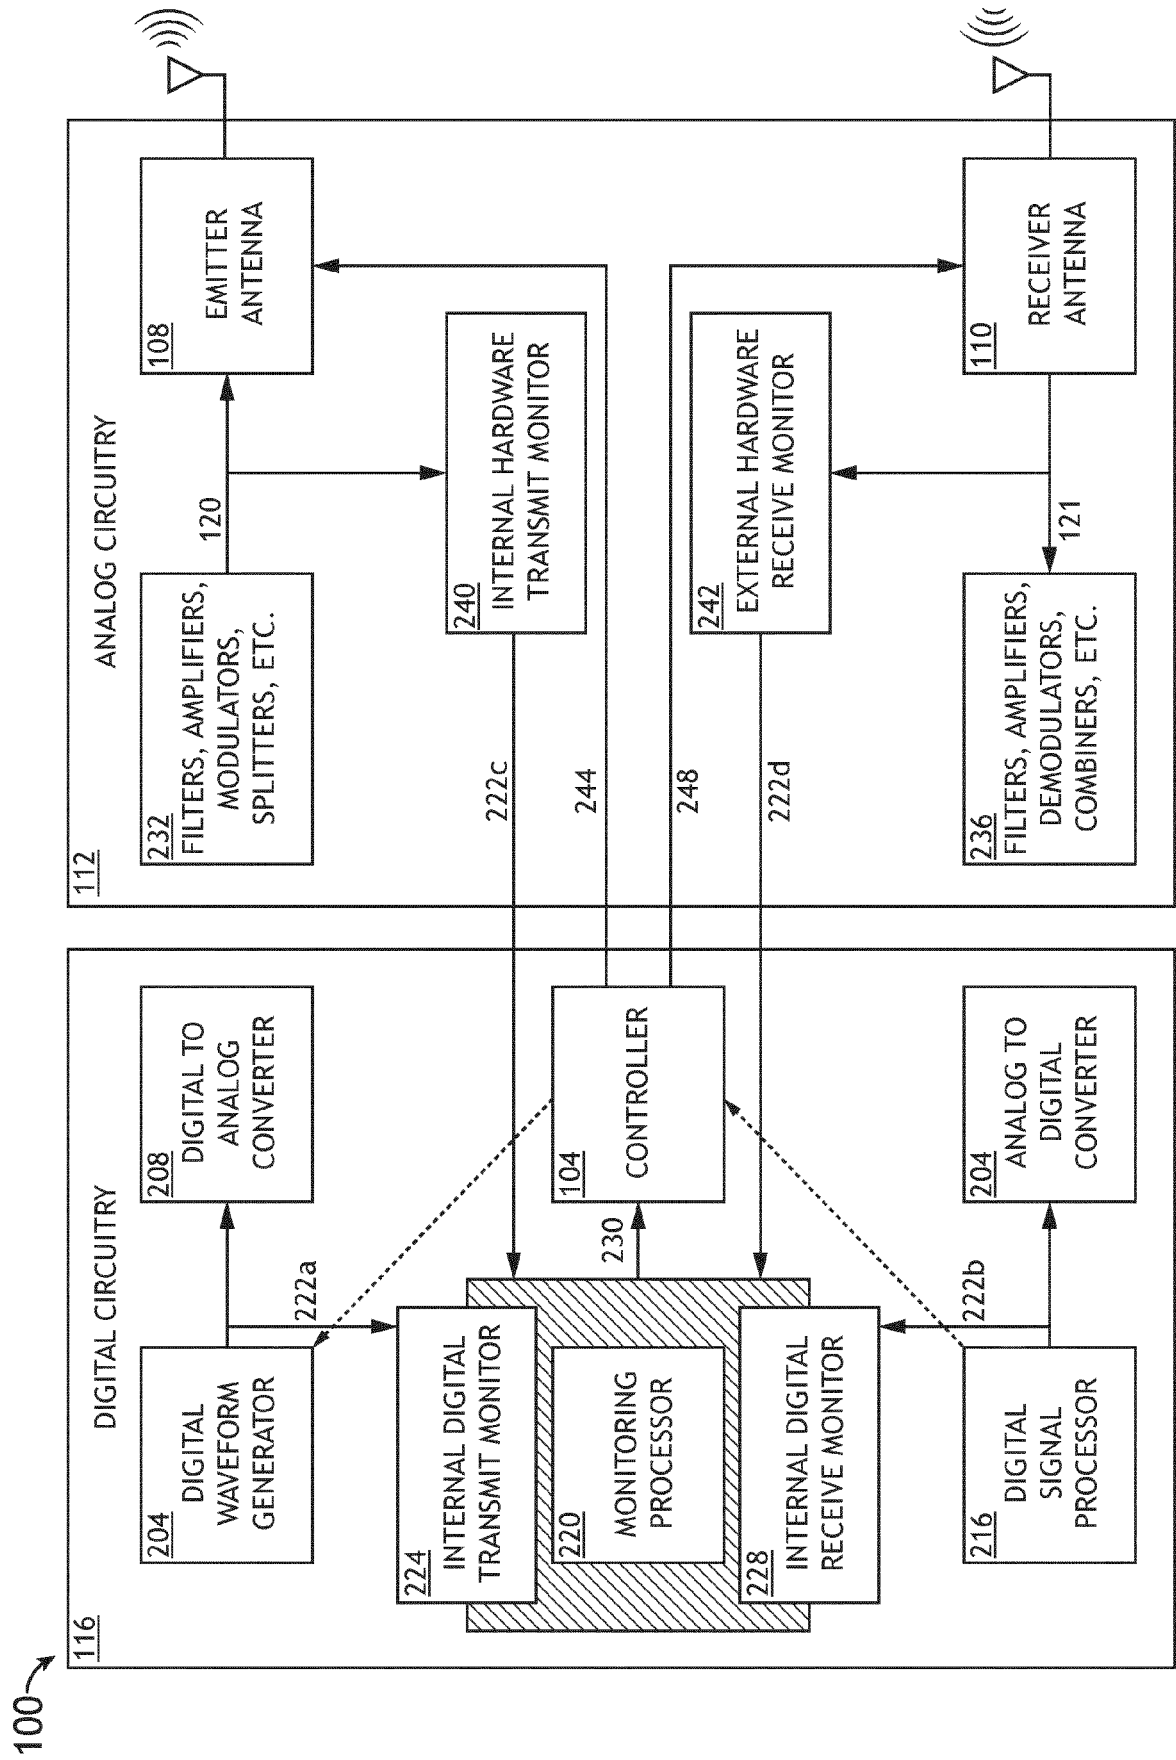 100
116
DIGITAL CIRCUITRY
204
DIGITAL
WAVEFORM
GENERATOR
222a
208
DIGITAL TO
ANALOG
CONVERTER
224
INTERNAL DIGITAL
TRANSMIT MONITOR
220
MONITORING
PROCESSOR
230
104
CONTROLLER
228
INTERNAL DIGITAL
RECEIVE MONITOR
222b
216
DIGITAL
SIGNAL
PROCESSOR
204
ANALOG TO
DIGITAL
CONVERTER
112
ANALOG CIRCUITRY
232
FILTERS, AMPLIFIERS,
MODULATORS,
SPLITTERS, ETC.
120
108
EMITTER
ANTENNA
240
INTERNAL HARDWARE
TRANSMIT MONITOR
222c
244
248
222d
242
EXTERNAL HARDWARE
RECEIVE MONITOR
236
FILTERS, AMPLIFIERS,
DEMODULATORS,
COMBINERS, ETC.
121
110
RECEIVER
ANTENNA